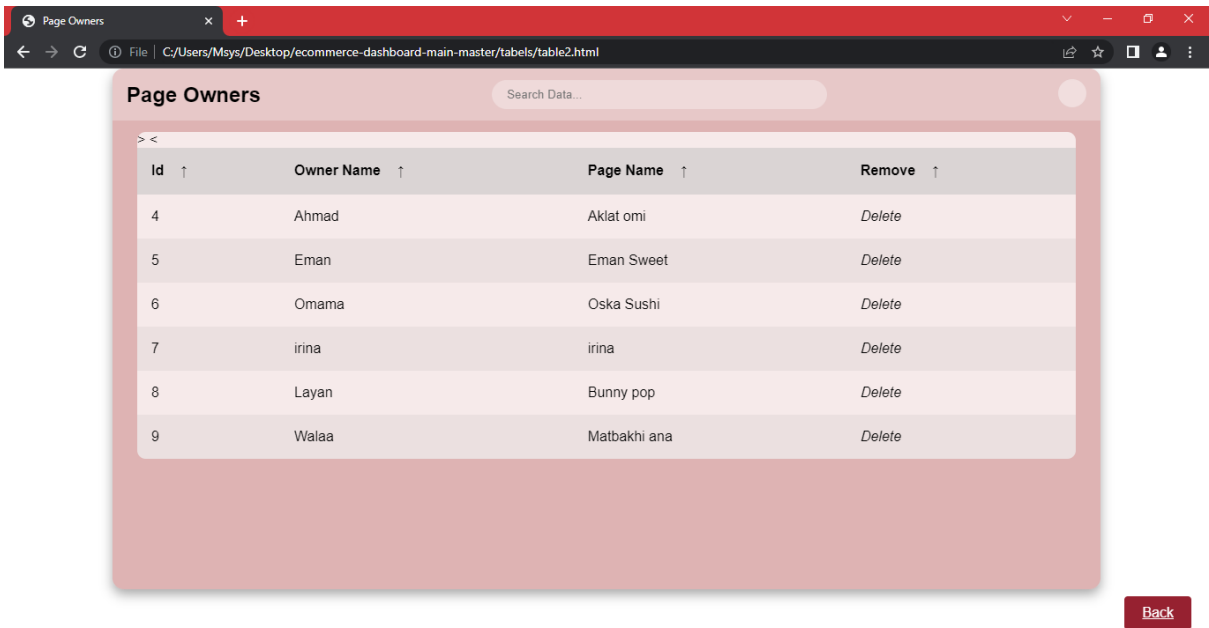 Page Owners
File | C:/Users/Msys/Desktop/ecommerce-dashboard-main-master/tabels/table2.html
Page Owners Search Data...
> <
Id ↑ Owner Name ↑ Page Name ↑ Remove ↑
4 Ahmad Aklat omi Delete
5 Eman Eman Sweet Delete
6 Omama Oska Sushi Delete
7 irina irina Delete
8 Layan Bunny pop Delete
9 Walaa Matbakhi ana Delete
Back